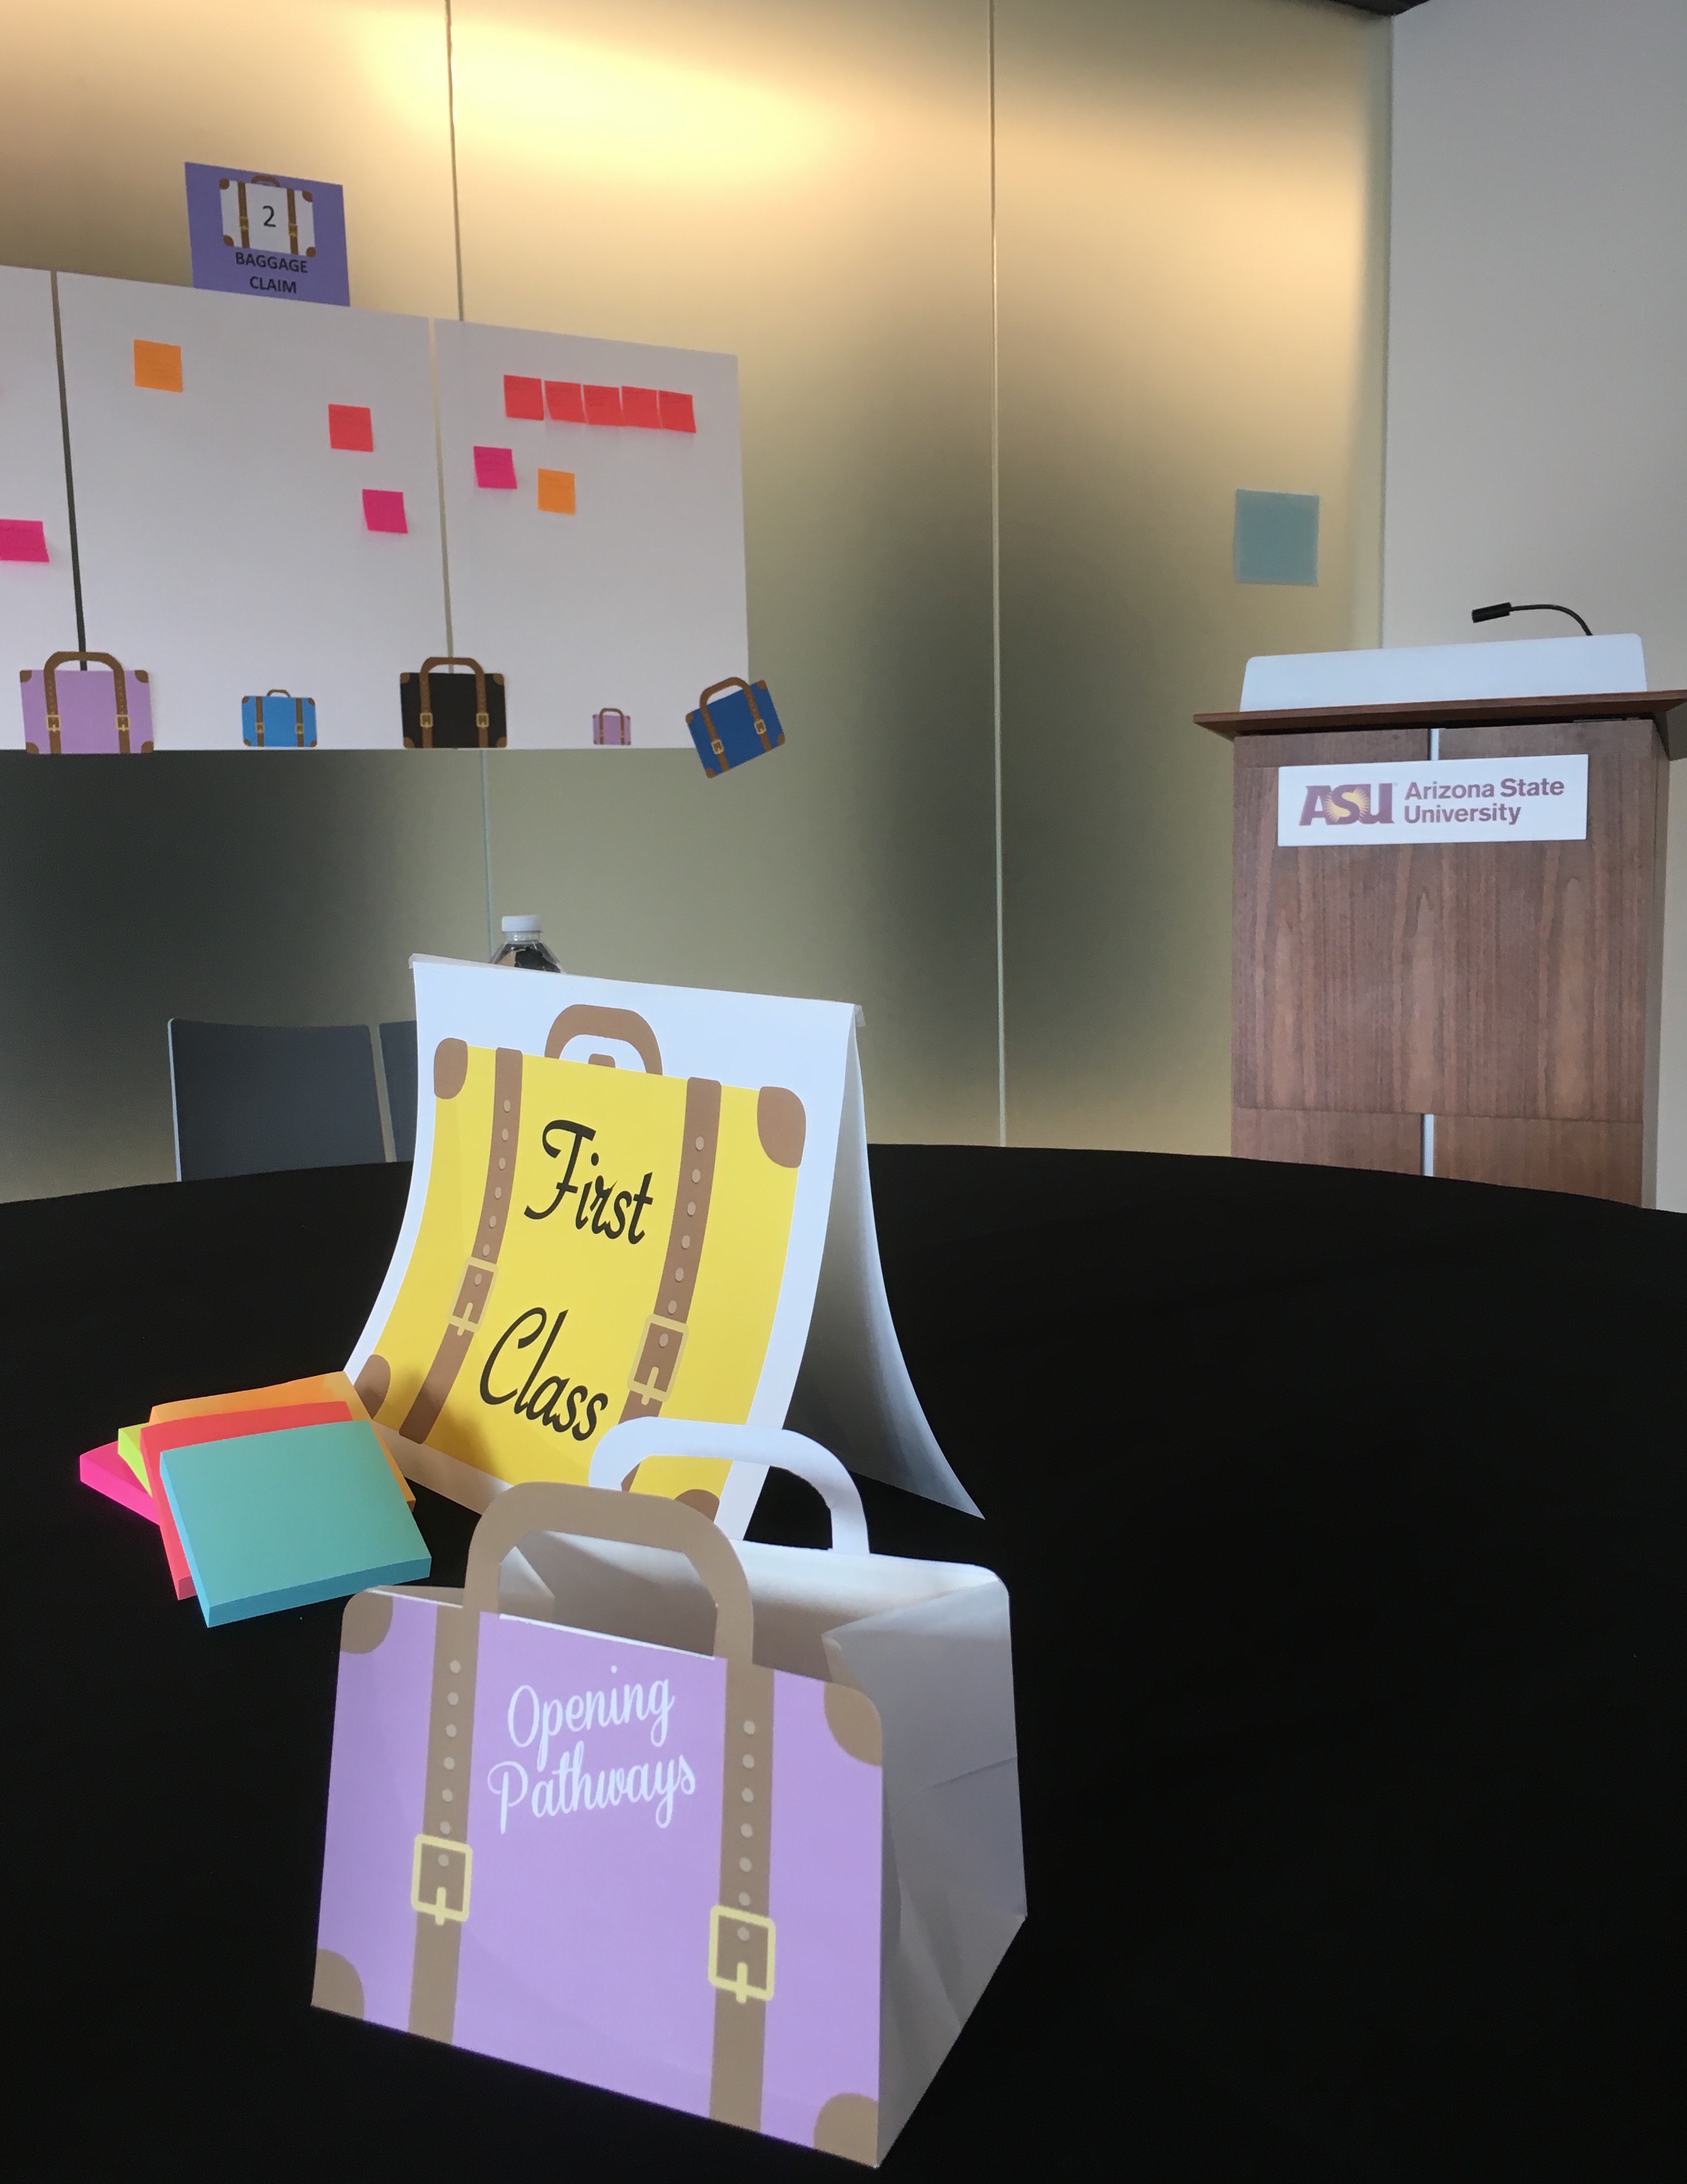 2
BAGGAGE
CLAIM
ASU Arizona State
University
First
Class
Opening
Pathways